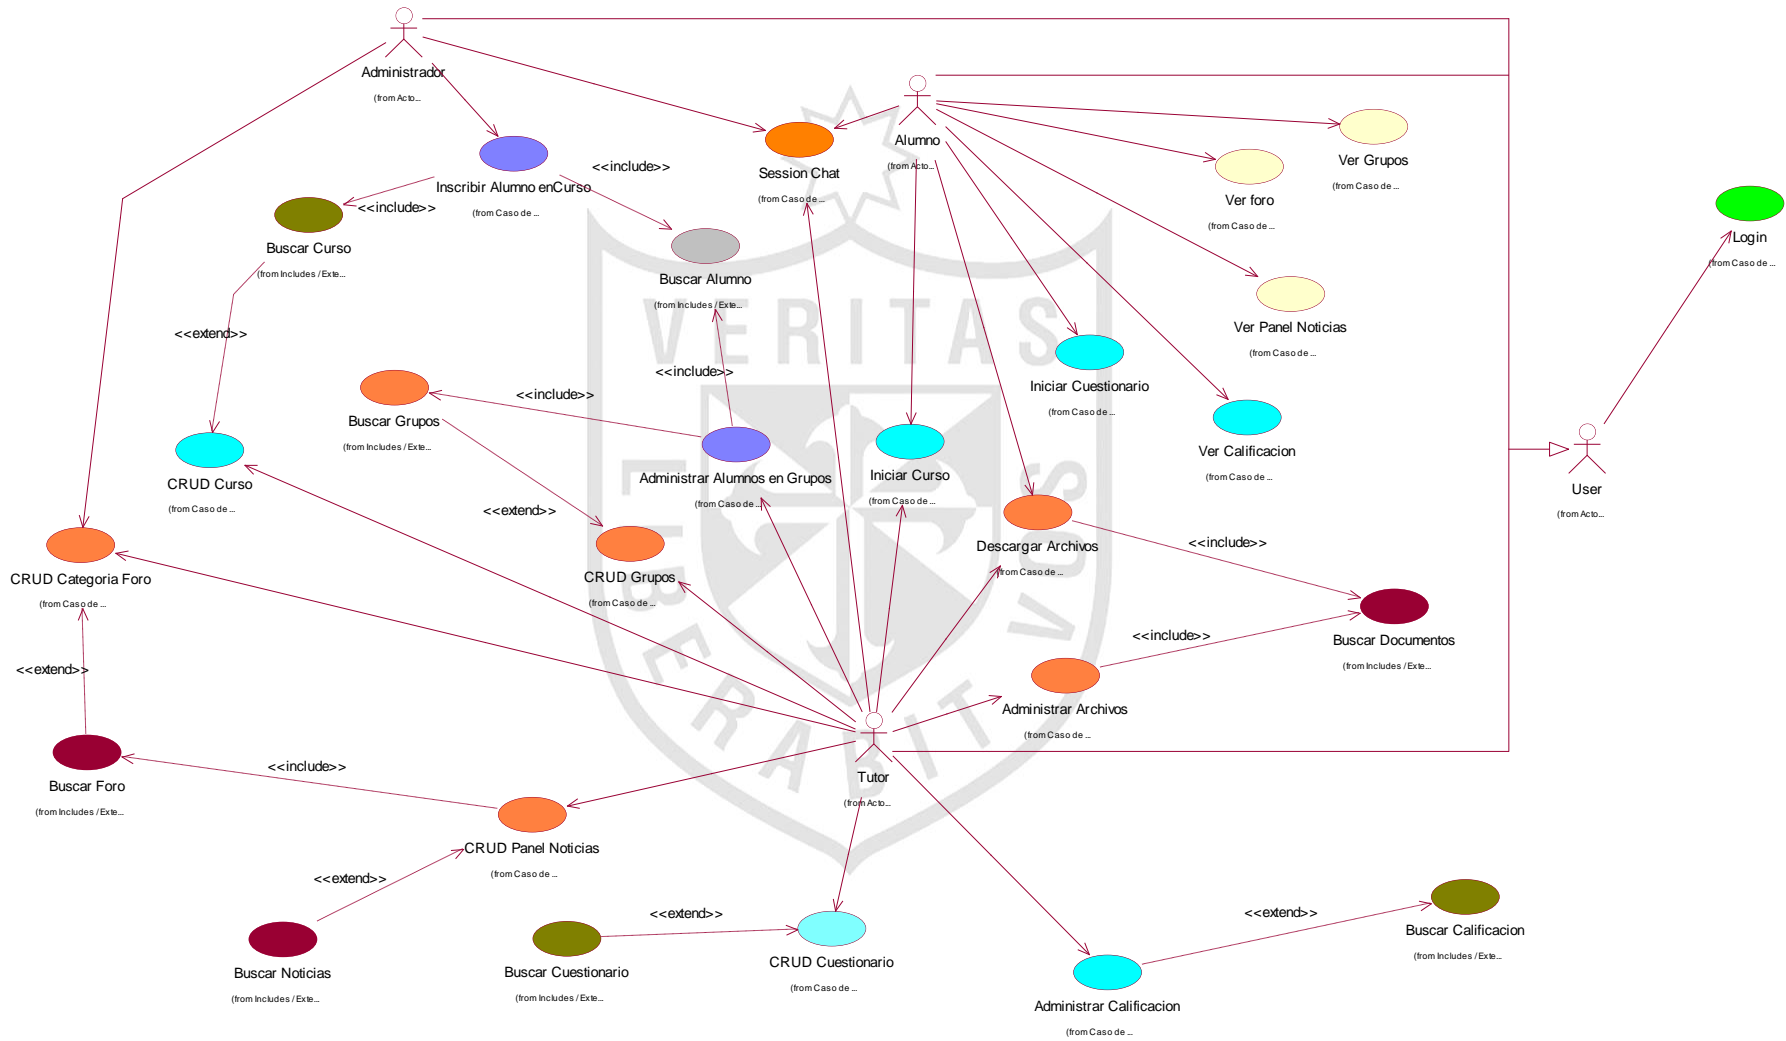 Administrador
(from Acto...
Alumno
(from Acto...
Ver Grupos
(from Caso de ...
Session Chat
(from Caso de ...
<<include>>
Inscribir Alumno enCurso
(from Caso de ...
<<include>>
Ver foro
(from Caso de ...
Login
(from Caso de ...
Buscar Curso
(from Includes / Exte...
Buscar Alumno
(from Includes / Exte...
VERITAS
LIBERABIT VOS
<<extend>>
Ver Panel Noticias
(from Caso de ...
<<include>>
<<include>>
Iniciar Cuestionario
(from Caso de ...
Buscar Grupos
(from Includes / Exte...
Ver Calificacion
(from Caso de ...
CRUD Curso
(from Caso de ...
Administrar Alumnos en Grupos
(from Caso de ...
Iniciar Curso
(from Caso de ...
User
(from Acto...
<<extend>>
Descargar Archivos
(from Caso de ...
<<include>>
CRUD Categoria Foro
(from Caso de ...
CRUD Grupos
(from Caso de ...
Buscar Documentos
(from Includes / Exte...
<<include>>
<<extend>>
Administrar Archivos
(from Caso de ...
Buscar Foro
(from Includes / Exte...
<<include>>
Tutor
(from Acto...
CRUD Panel Noticias
(from Caso de ...
<<extend>>
Buscar Noticias
(from Includes / Exte...
<<extend>>
Buscar Cuestionario
(from Includes / Exte...
CRUD Cuestionario
(from Caso de ...
<<extend>>
Buscar Calificacion
(from Includes / Exte...
Administrar Calificacion
(from Caso de ...